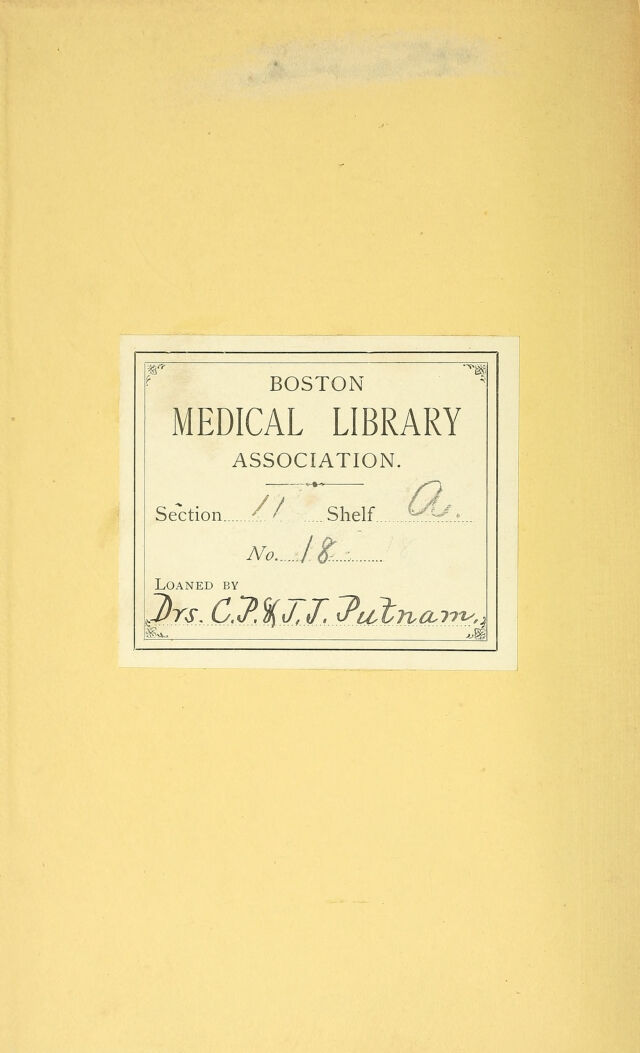 BOSTON
MEDICAL LIBRARY
ASSOCIATION.
Section 11 Shelf a.
No. 18
LOANED BY
Drs. C.P. & J.J. Putnam.